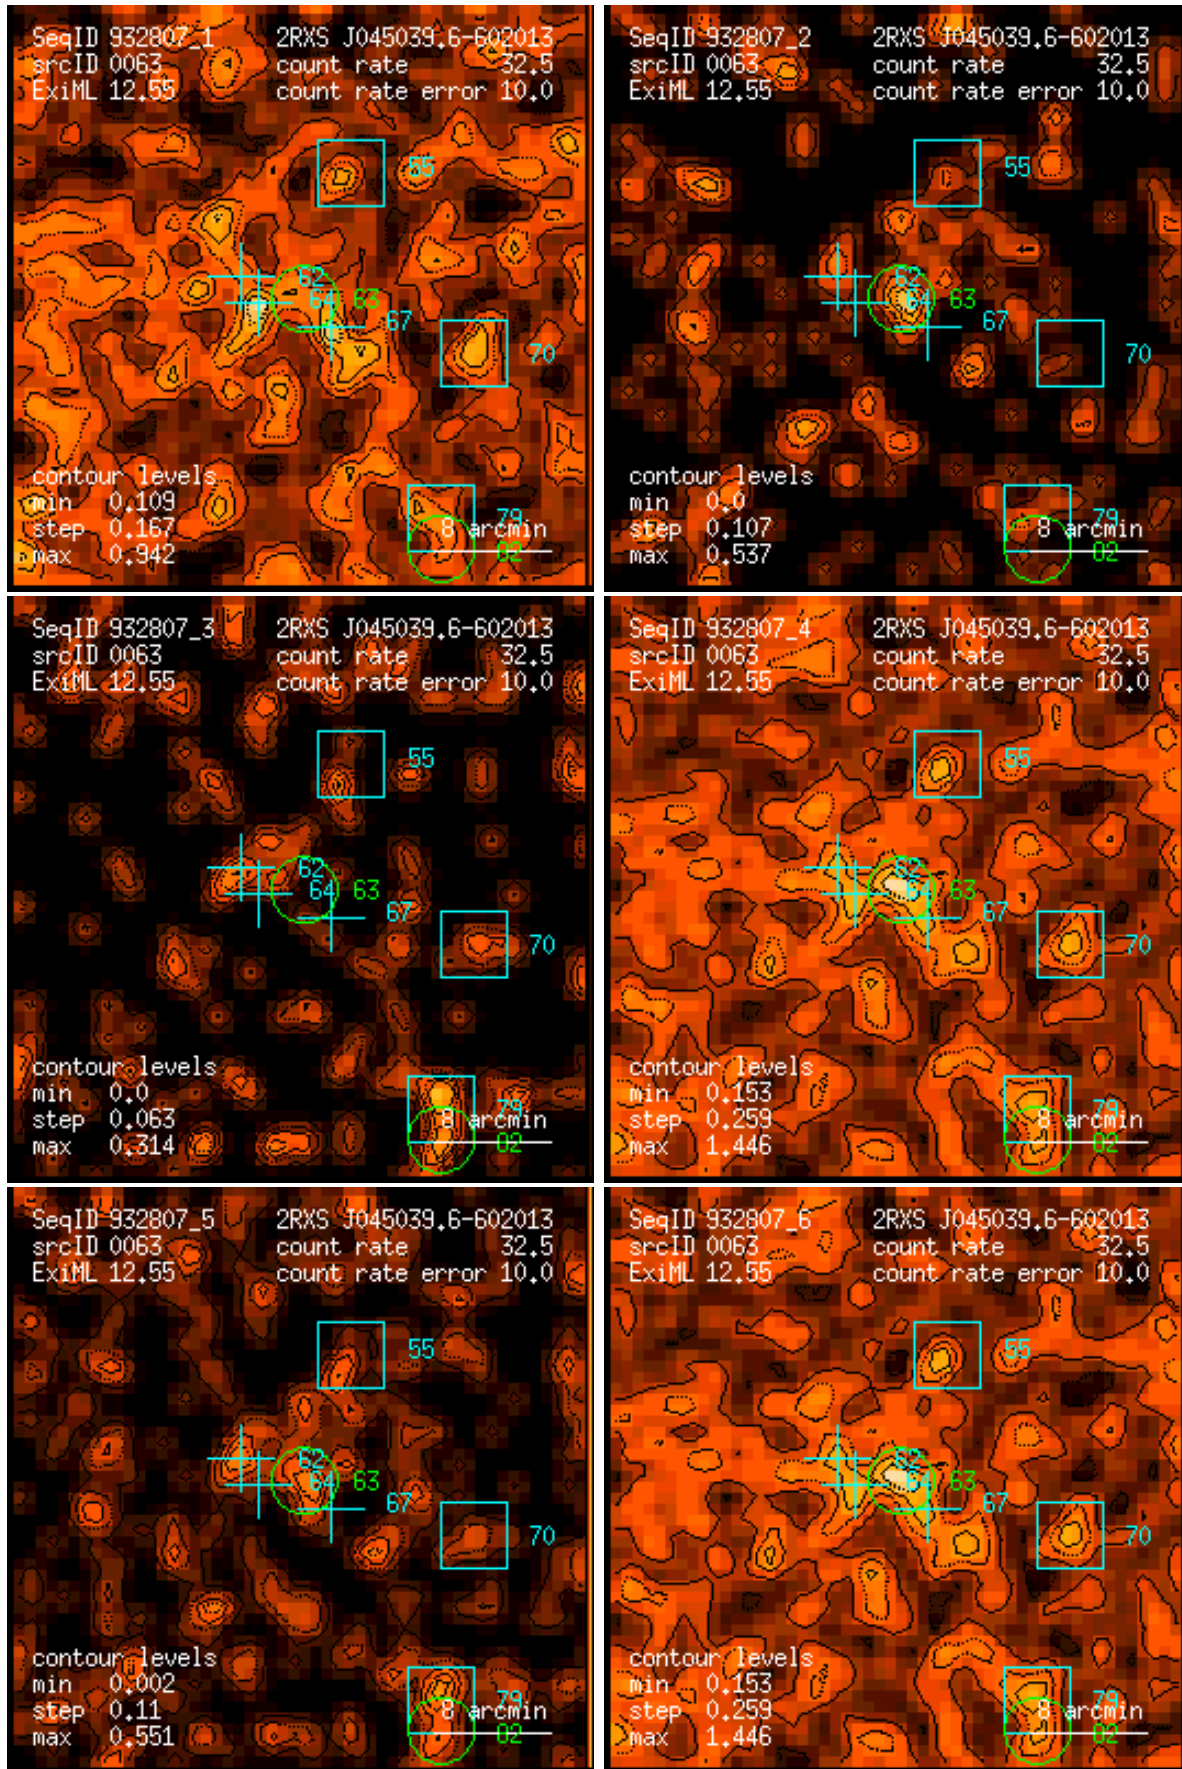 SeqID 932807_1 2RXS J045039.6-602013
srcID 0063 count rate 32.5
ExiML 12.55 count rate error 10.0
55
62
64 63
67
70
contour levels
min 0.109
step 0.167
max 0.942
79
8 arcmin
02
SeqID 932807_2 2RXS J045039.6-602013
srcID 0063 count rate 32.5
ExiML 12.55 count rate error 10.0
55
62
64 63
67
70
contour levels
min 0.0
step 0.107
max 0.537
79
8 arcmin
02
SeqID 932807_3 2RXS J045039.6-602013
srcID 0063 count rate 32.5
ExiML 12.55 count rate error 10.0
55
62
64 63
67
70
contour levels
min 0.0
step 0.063
max 0.314
79
8 arcmin
02
SeqID 932807_4 2RXS J045039.6-602013
srcID 0063 count rate 32.5
ExiML 12.55 count rate error 10.0
55
62
64 63
67
70
contour levels
min 0.153
step 0.259
max 1.446
79
8 arcmin
02
SeqID 932807_5 2RXS J045039.6-602013
srcID 0063 count rate 32.5
ExiML 12.55 count rate error 10.0
55
62
64 63
67
70
contour levels
min 0.002
step 0.11
max 0.551
79
8 arcmin
02
SeqID 932807_6 2RXS J045039.6-602013
srcID 0063 count rate 32.5
ExiML 12.55 count rate error 10.0
55
62
64 63
67
70
contour levels
min 0.153
step 0.259
max 1.446
79
8 arcmin
02